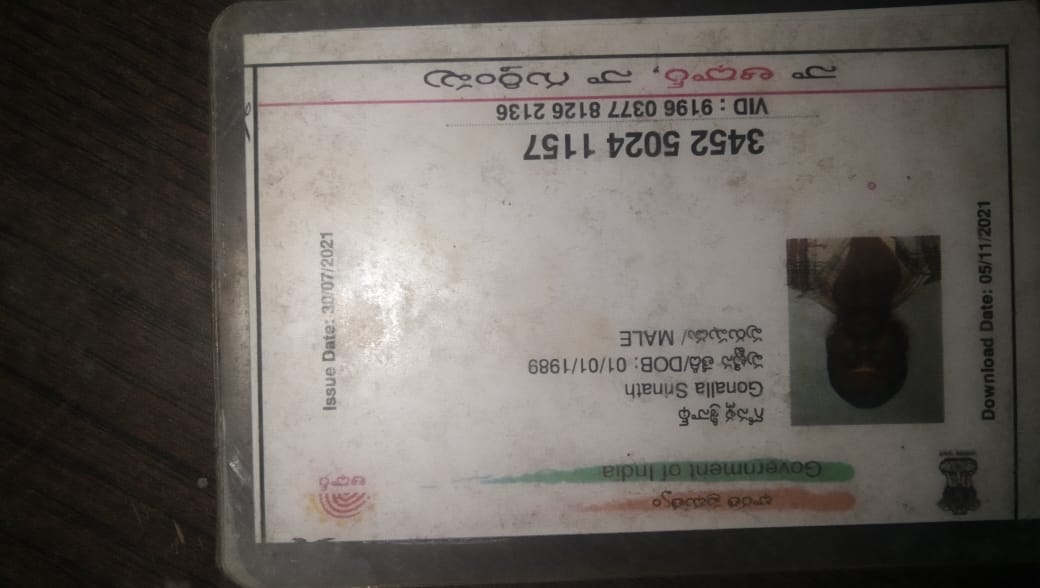 భారత ప్రభుత్వం
Government of India
ఆధార్
గోనళ్ల శ్రీనాథ్
Gonalla Srinath
పుట్టిన తేదీ/DOB: 01/01/1989
పురుషుడు/ MALE
Download Date: 05/11/2021
Issue Date: 30/07/2021
3452 5024 1157
VID : 9196 0377 8126 2136
నా ఆధార్, నా గుర్తింపు